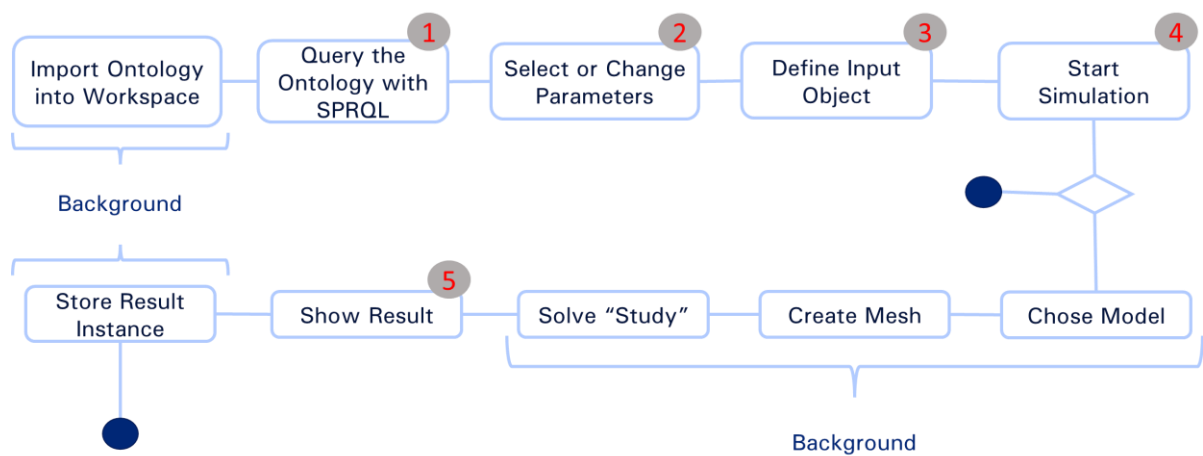 1
2
3
4
Import Ontology
into Workspace
Query the
Ontology with
SPRQL
Select or Change
Parameters
Define Input
Object
Start
Simulation
Background
5
Store Result
Instance
Show Result
Solve “Study”
Create Mesh
Chose Model
Background